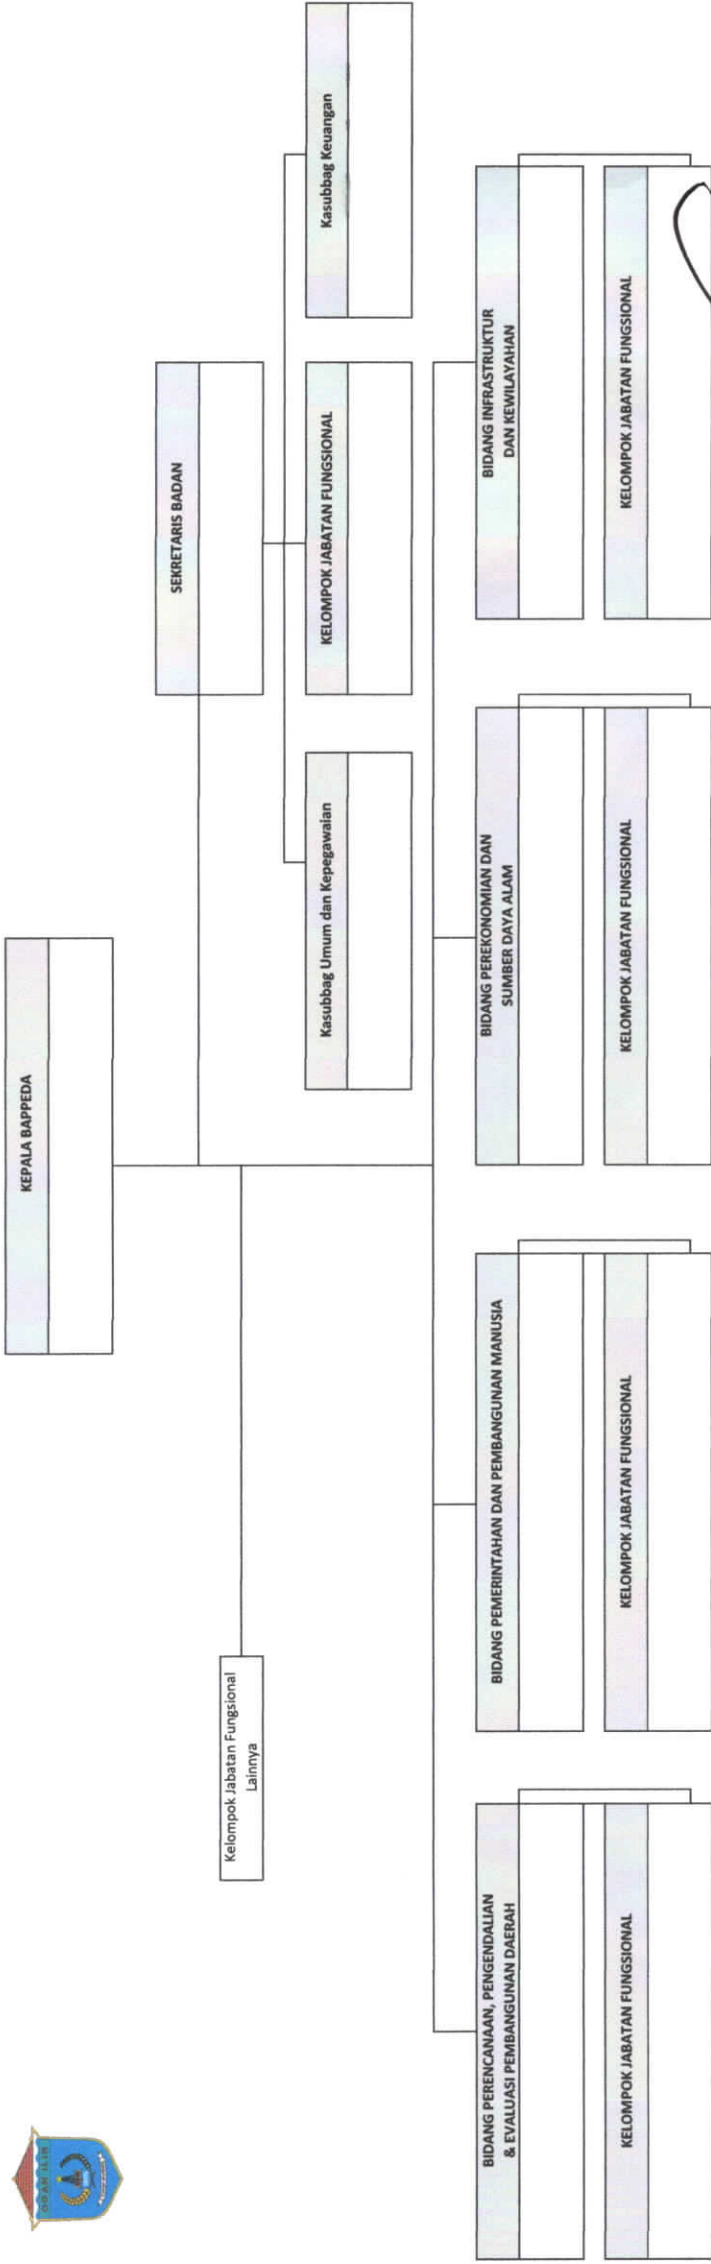 OGAN ILIR
KEPALA BAPPEDA
SEKRETARIS BADAN
Kelompok Jabatan Fungsional
Lainnya
Kasubbag Umum dan Kepegawaian
KELOMPOK JABATAN FUNGSIONAL
Kasubbag Keuangan
BIDANG PERENCANAAN, PENGENDALIAN
& EVALUASI PEMBANGUNAN DAERAH
BIDANG PEMERINTAHAN DAN PEMBANGUNAN MANUSIA
BIDANG PEREKONOMIAN DAN
SUMBER DAYA ALAM
BIDANG INFRASTRUKTUR
DAN KEWILAYAHAN
KELOMPOK JABATAN FUNGSIONAL
KELOMPOK JABATAN FUNGSIONAL
KELOMPOK JABATAN FUNGSIONAL
KELOMPOK JABATAN FUNGSIONAL